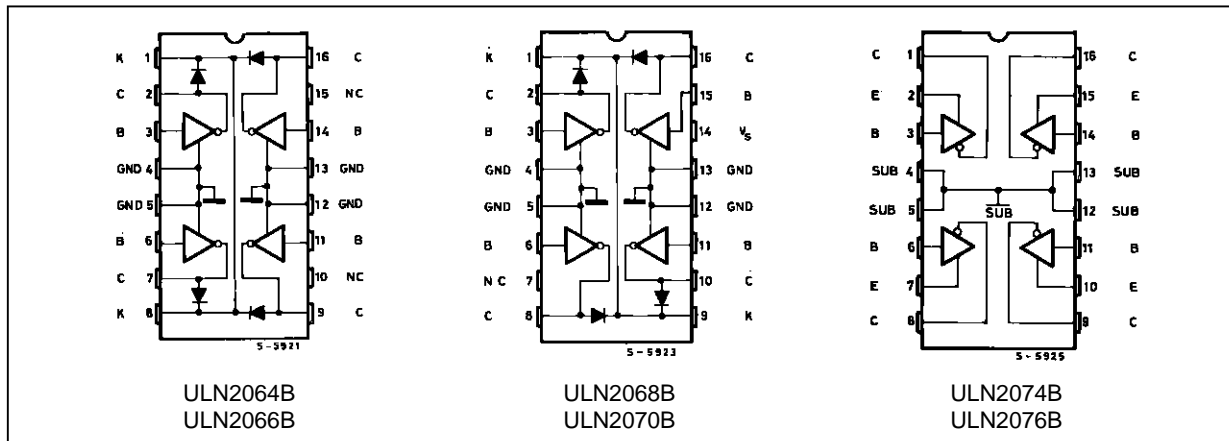 K 1 16 C
C 2 15 NC
B 3 14 B
GND 4 13 GND
GND 5 12 GND
B 6 11 B
C 7 10 NC
K 8 9 C
S-5921
ULN2064B
ULN2066B
K 1 16 C
C 2 15 B
B 3 14 Vs
GND 4 13 GND
GND 5 12 GND
B 6 11 B
NC 7 10 C
C 8 9 K
S-5923
ULN2068B
ULN2070B
C 1 16 C
E 2 15 E
B 3 14 B
SUB 4 13 SUB
SUB 5 12 SUB
SUB
B 6 11 B
E 7 10 E
C 8 9 C
S-5925
ULN2074B
ULN2076B